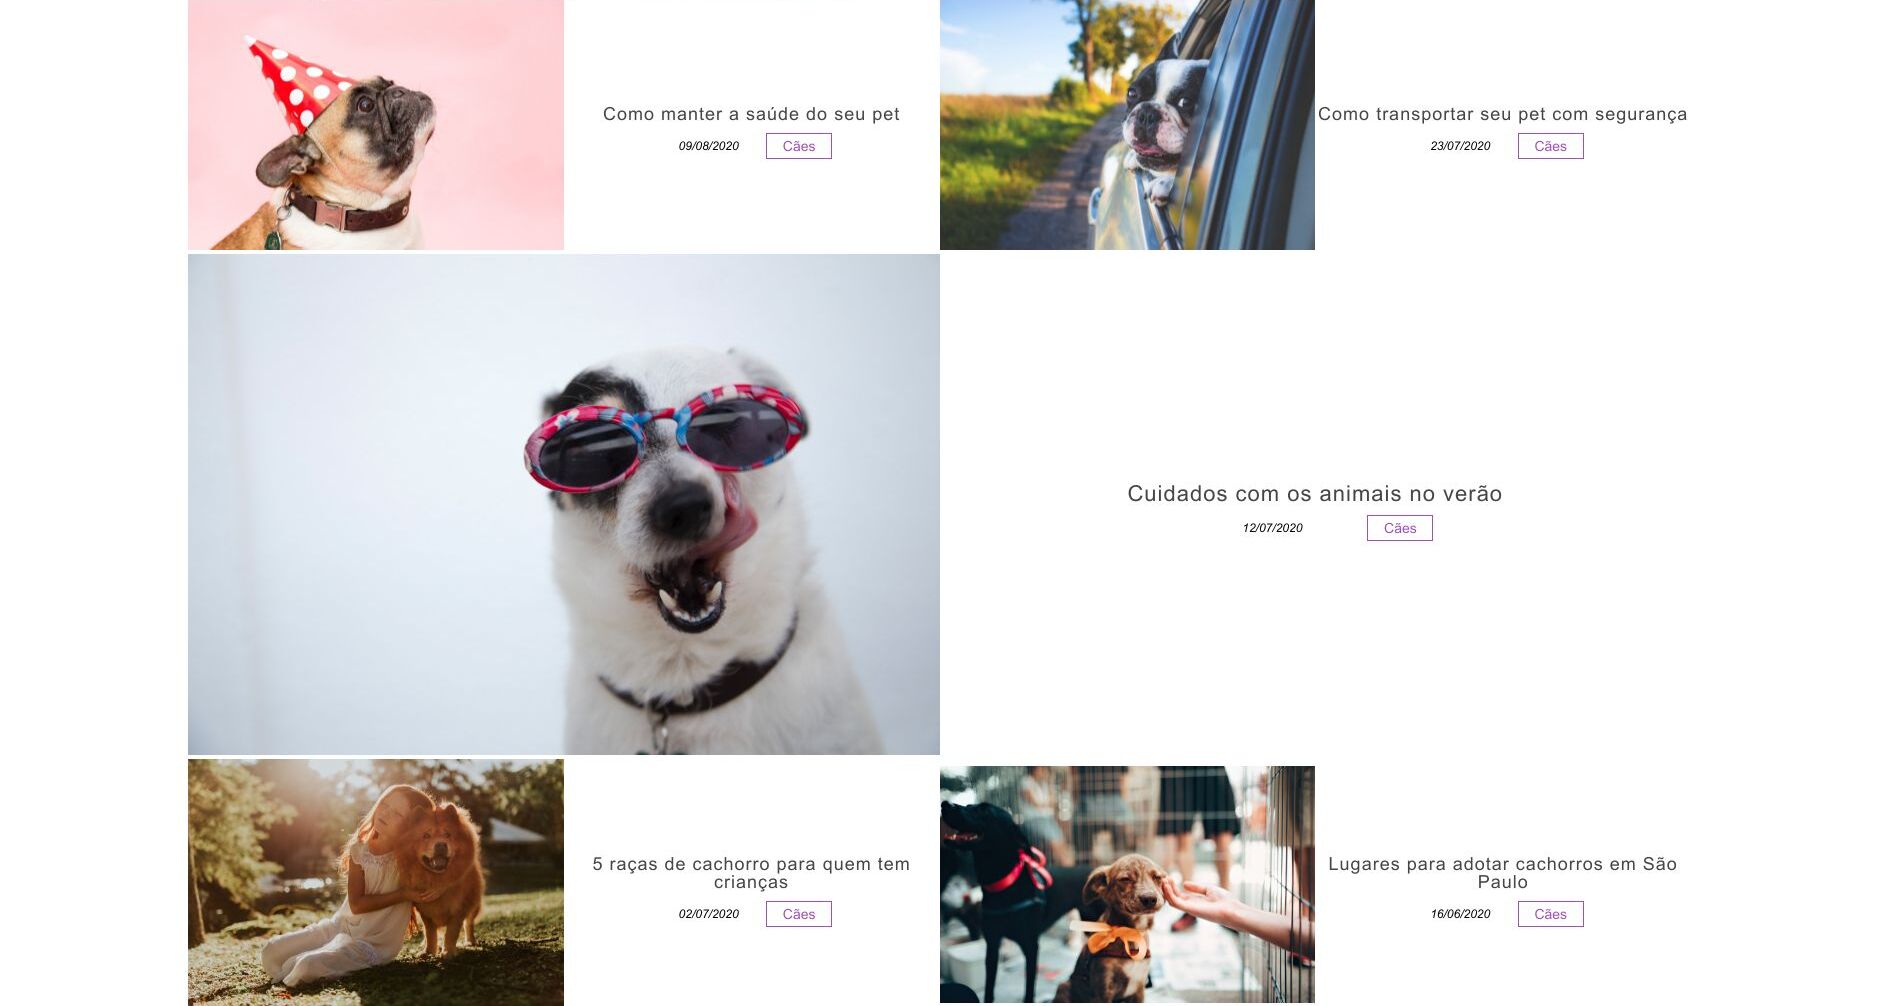 Como manter a saúde do seu pet
09/08/2020 Cães
Como transportar seu pet com segurança
23/07/2020 Cães
Cuidados com os animais no verão
12/07/2020 Cães
5 raças de cachorro para quem tem
crianças
02/07/2020 Cães
Lugares para adotar cachorros em São
Paulo
16/06/2020 Cães